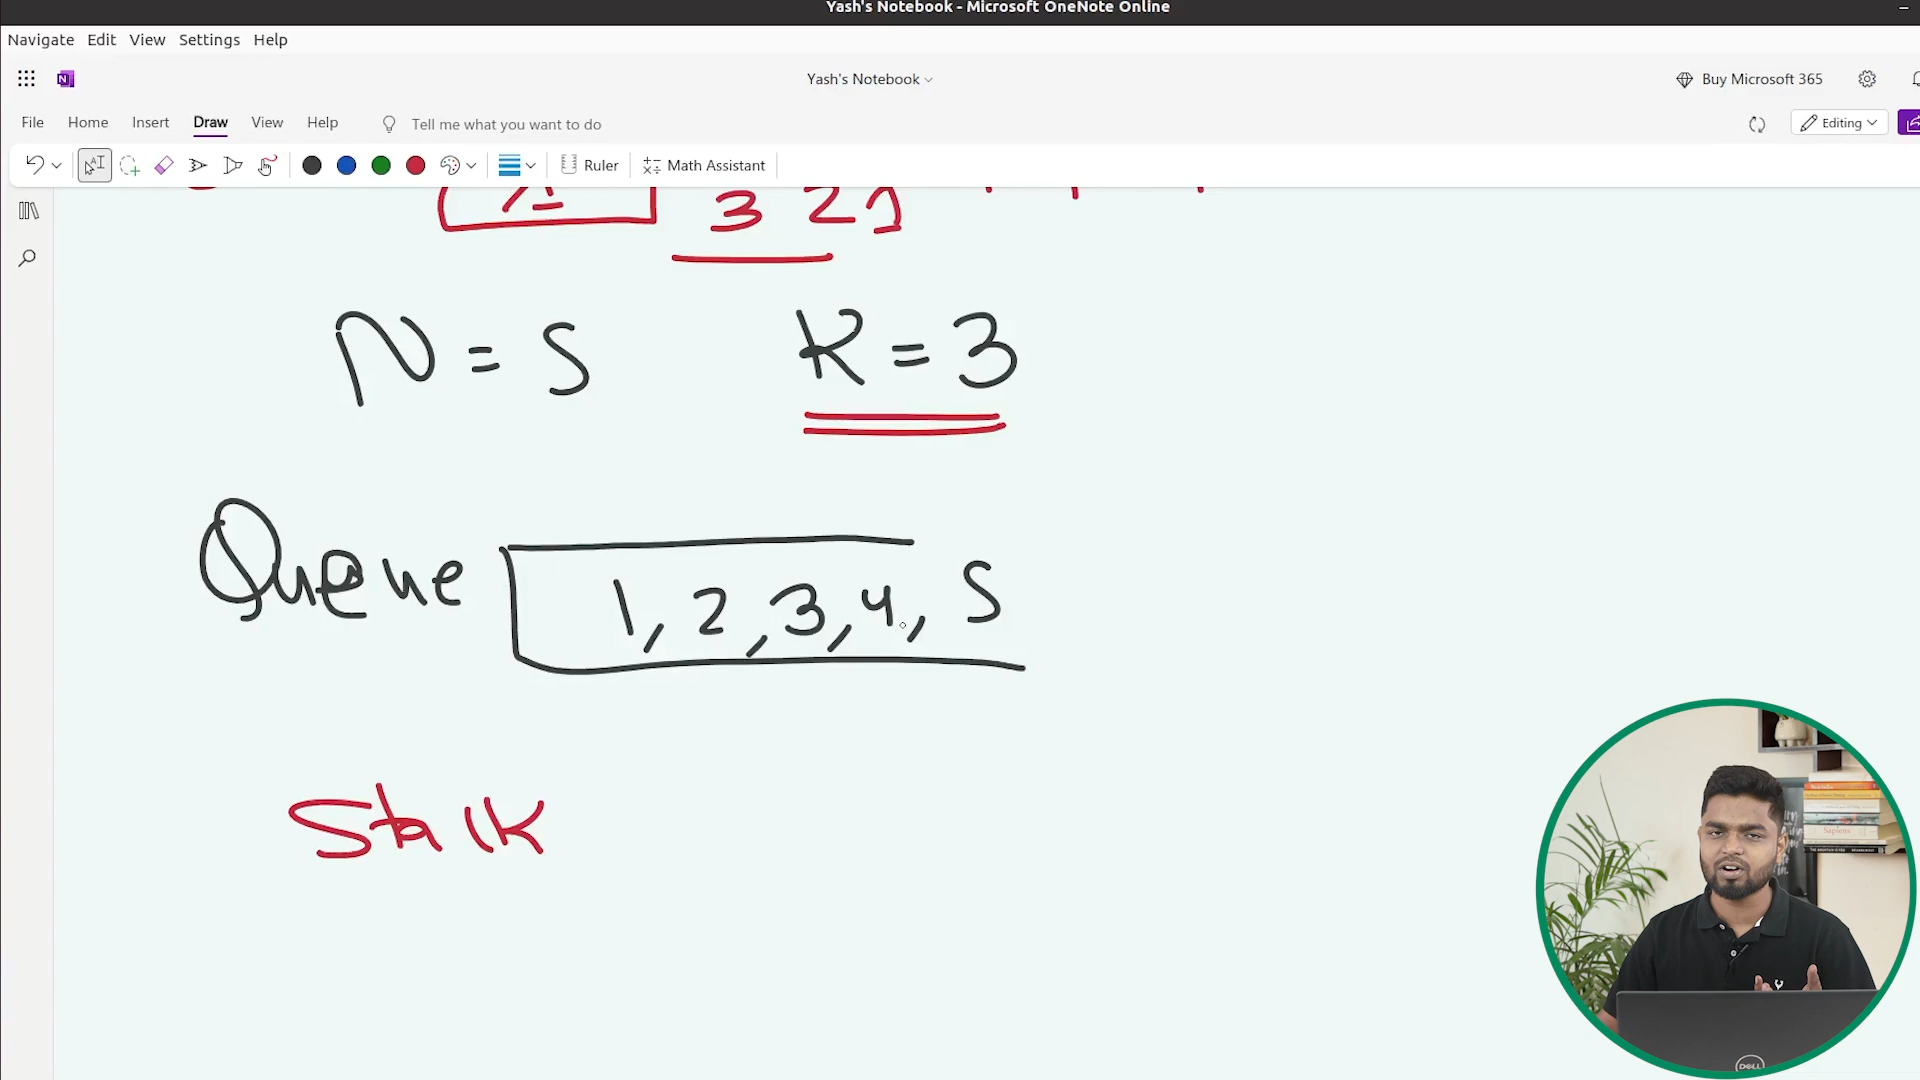 Yash's Notebook - Microsoft OneNote Online
Navigate Edit View Settings Help
Yash's Notebook
Buy Microsoft 365
File Home Insert Draw View Help Tell me what you want to do
Editing
Ruler Math Assistant
3 2 1
N = 5 K = 3
Queue 1, 2, 3, 4, 5
Stack
Sapiens
DELL